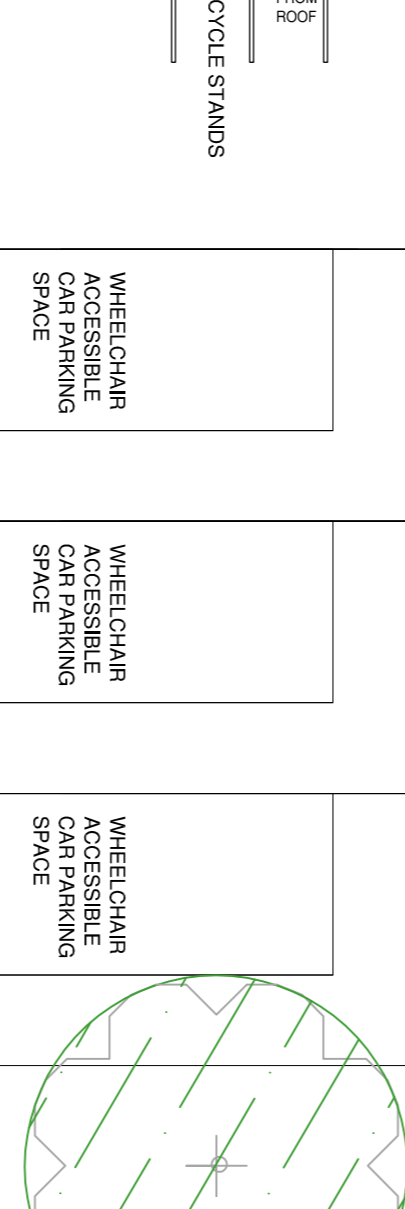 ROOF
CYCLE STANDS
WHEELCHAIR
ACCESSIBLE
CAR PARKING
SPACE
WHEELCHAIR
ACCESSIBLE
CAR PARKING
SPACE
WHEELCHAIR
ACCESSIBLE
CAR PARKING
SPACE